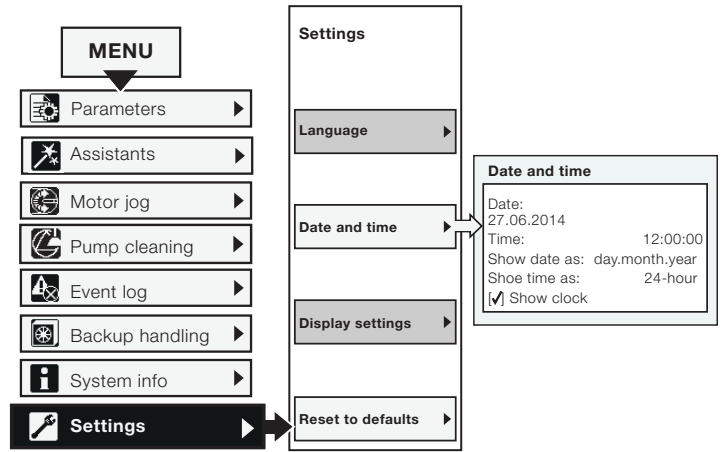 MENU
Parameters
Assistants
Motor jog
Pump cleaning
Event log
Backup handling
System info
Settings
Settings
Language
Date and time
Display settings
Reset to defaults
Date and time
Date:
27.06.2014
Time: 12:00:00
Show date as: day.month.year
Shoe time as: 24-hour
[✓] Show clock